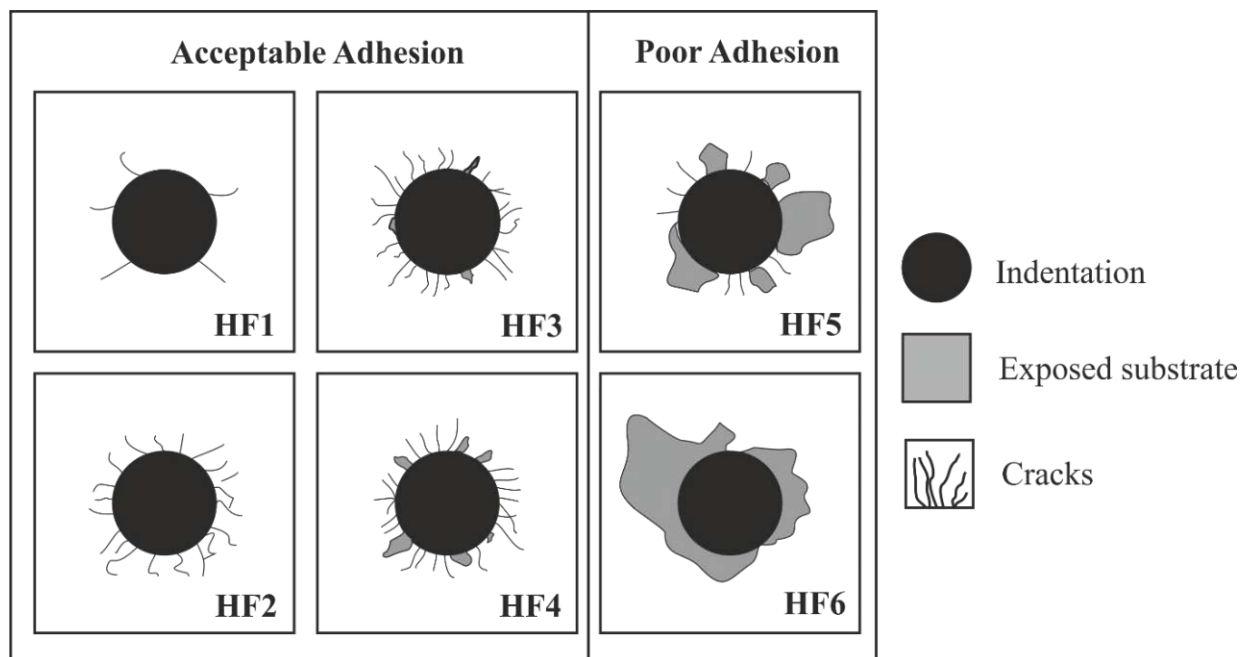 Acceptable Adhesion
Poor Adhesion
HF1
HF3
HF5
HF2
HF4
HF6
Indentation
Exposed substrate
Cracks